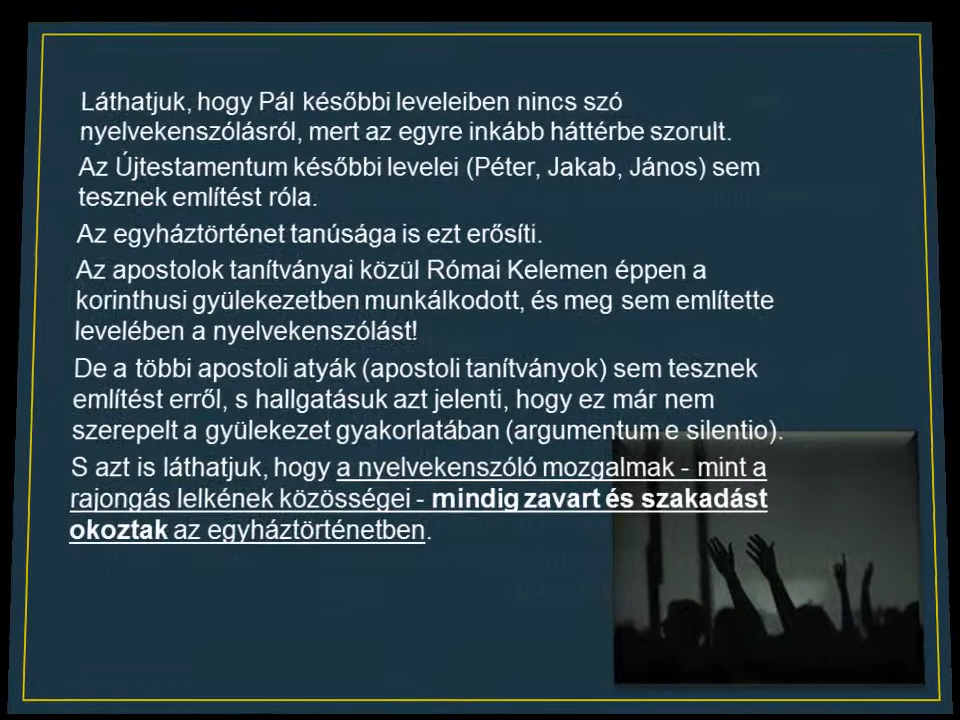 Láthatjuk, hogy Pál későbbi leveleiben nincs szó
nyelvekenszólásról, mert az egyre inkább háttérbe szorult.
Az Újtestamentum későbbi levelei (Péter, Jakab, János) sem
tesznek említést róla.
Az egyháztörténet tanúsága is ezt erősíti.
Az apostolok tanítványai közül Római Kelemen éppen a
korinthusi gyülekezetben munkálkodott, és meg sem említette
levelében a nyelvekenszólást!
De a többi apostoli atyák (apostoli tanítványok) sem tesznek
említést erről, s hallgatásuk azt jelenti, hogy ez már nem
szerepelt a gyülekezet gyakorlatában (argumentum e silentio).
S azt is láthatjuk, hogy a nyelvekenszóló mozgalmak - mint a
rajongás lelkének közösségei - mindig zavart és szakadást
okoztak az egyháztörténetben.